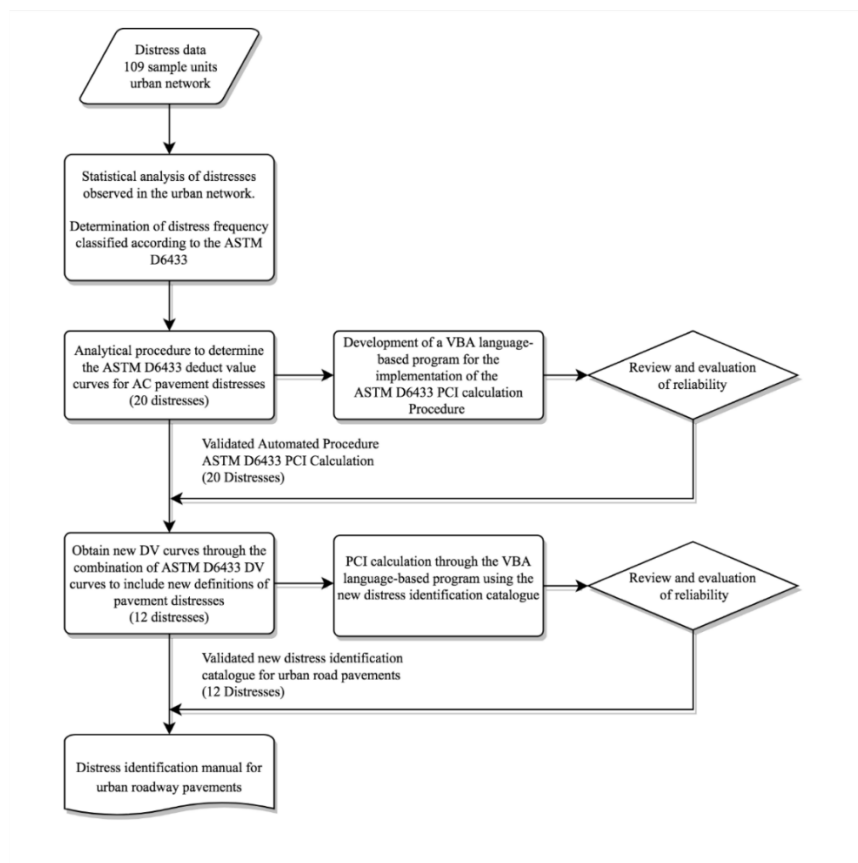 Distress data
109 sample units
urban network
Statistical analysis of distresses
observed in the urban network.
Determination of distress frequency
classified according to the ASTM
D6433
Analytical procedure to determine
the ASTM D6433 deduct value
curves for AC pavement distresses
(20 distresses)
Development of a VBA language-
based program for the
implementation of the
ASTM D6433 PCI calculation
Procedure
Review and evaluation
of reliability
Validated Automated Procedure
ASTM D6433 PCI Calculation
(20 Distresses)
Obtain new DV curves through the
combination of ASTM D6433 DV
curves to include new definitions of
pavement distresses
(12 distresses)
PCI calculation through the VBA
language-based program using the
new distress identification catalogue
Review and evaluation
of reliability
Validated new distress identification
catalogue for urban road pavements
(12 Distresses)
Distress identification manual for
urban roadway pavements